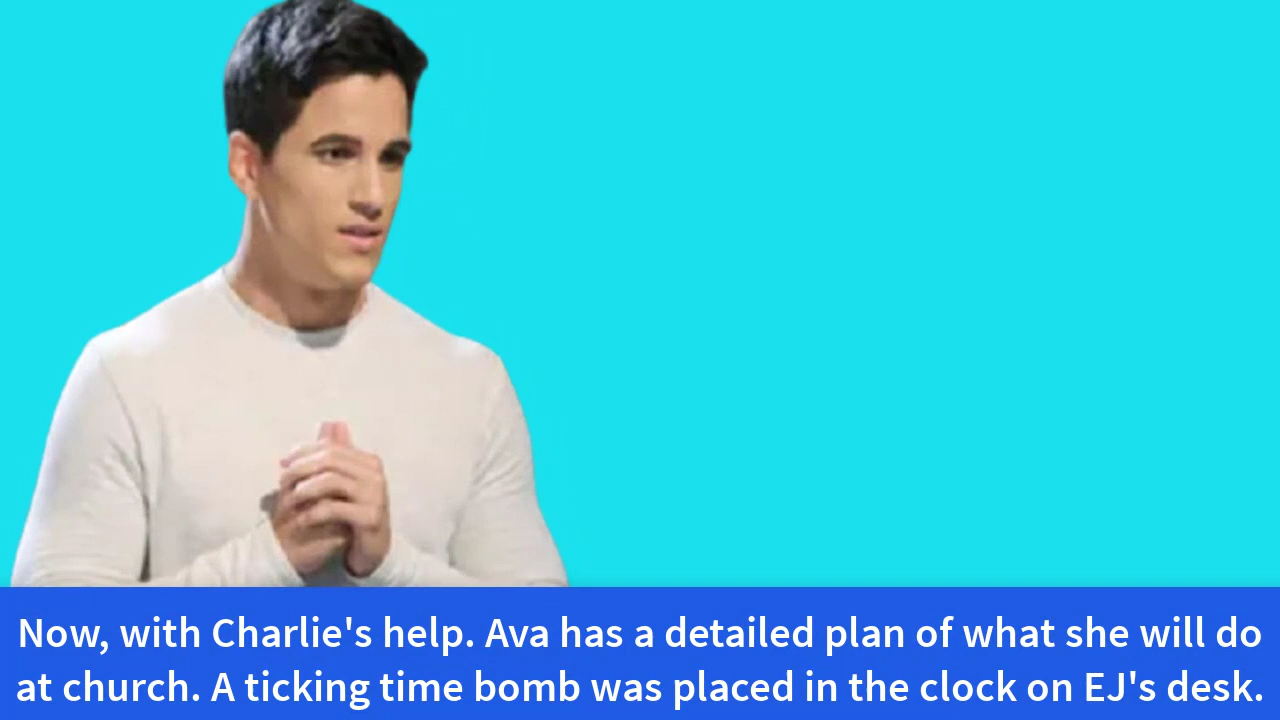 Now, with Charlie's help. Ava has a detailed plan of what she will do
at church. A ticking time bomb was placed in the clock on EJ's desk.